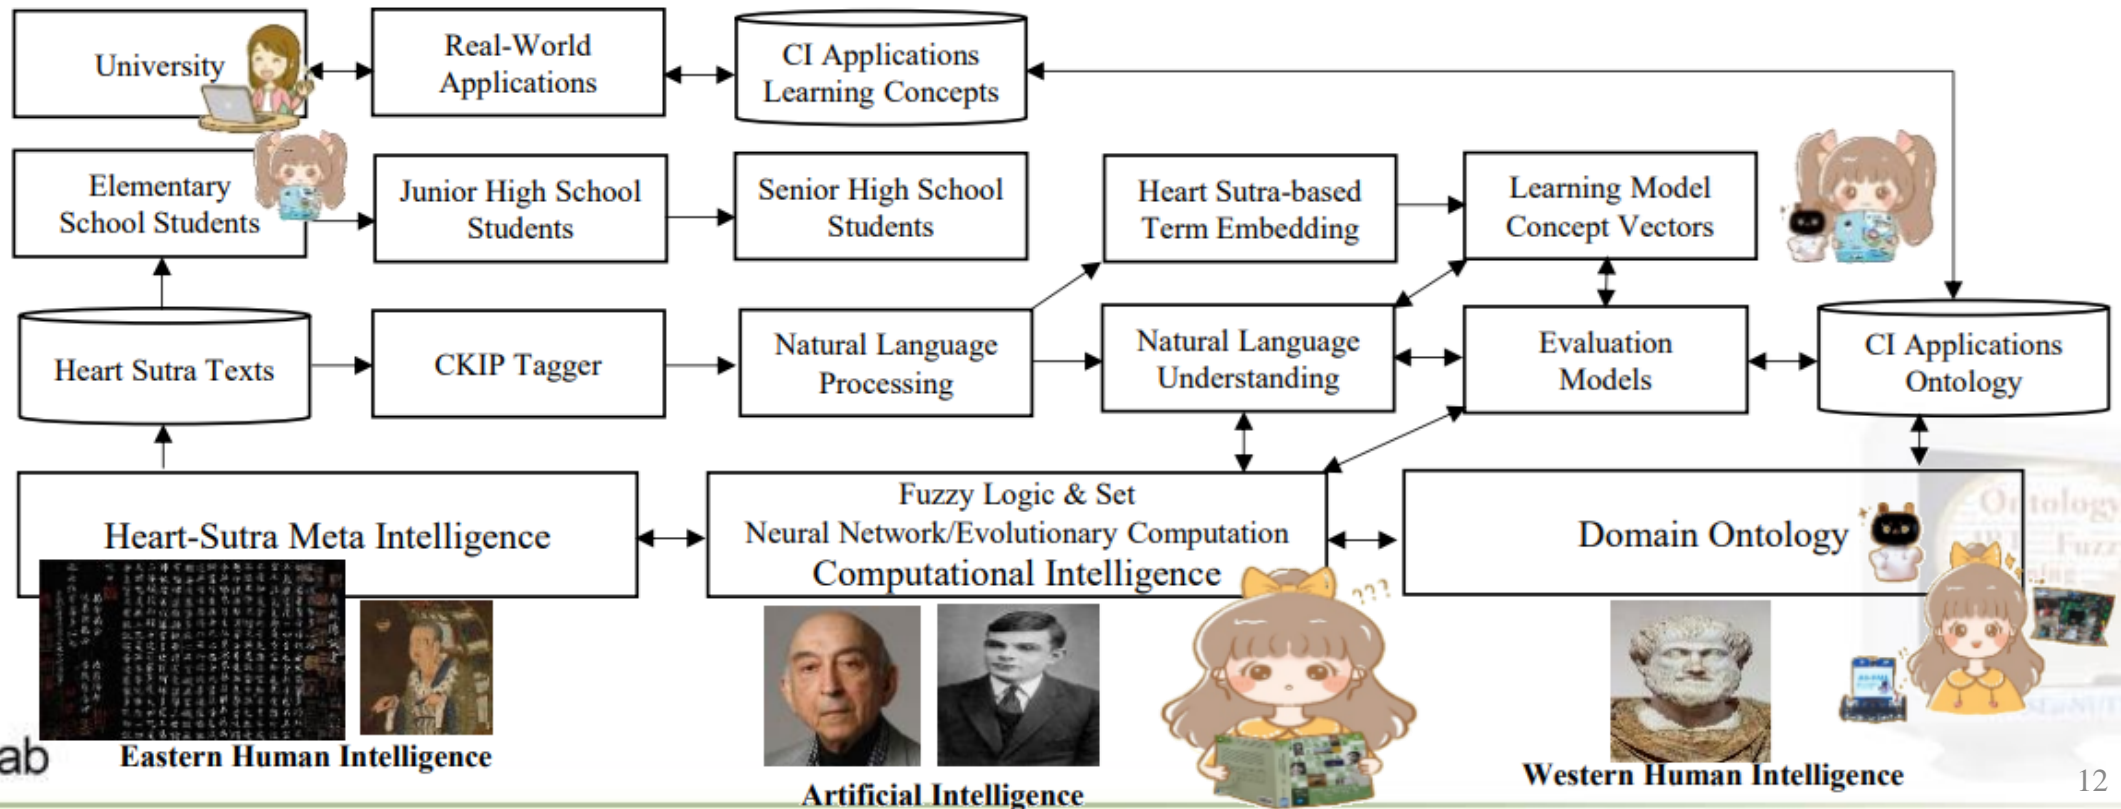 University
Real-World
Applications
CI Applications
Learning Concepts
Elementary
School Students
Junior High School
Students
Senior High School
Students
Heart Sutra-based
Term Embedding
Learning Model
Concept Vectors
Heart Sutra Texts
CKIP Tagger
Natural Language
Processing
Natural Language
Understanding
Evaluation
Models
CI Applications
Ontology
Heart-Sutra Meta Intelligence
Fuzzy Logic & Set
Neural Network/Evolutionary Computation
Computational Intelligence
Domain Ontology
Ontology
???
ab
Eastern Human Intelligence
Artificial Intelligence
Western Human Intelligence
12